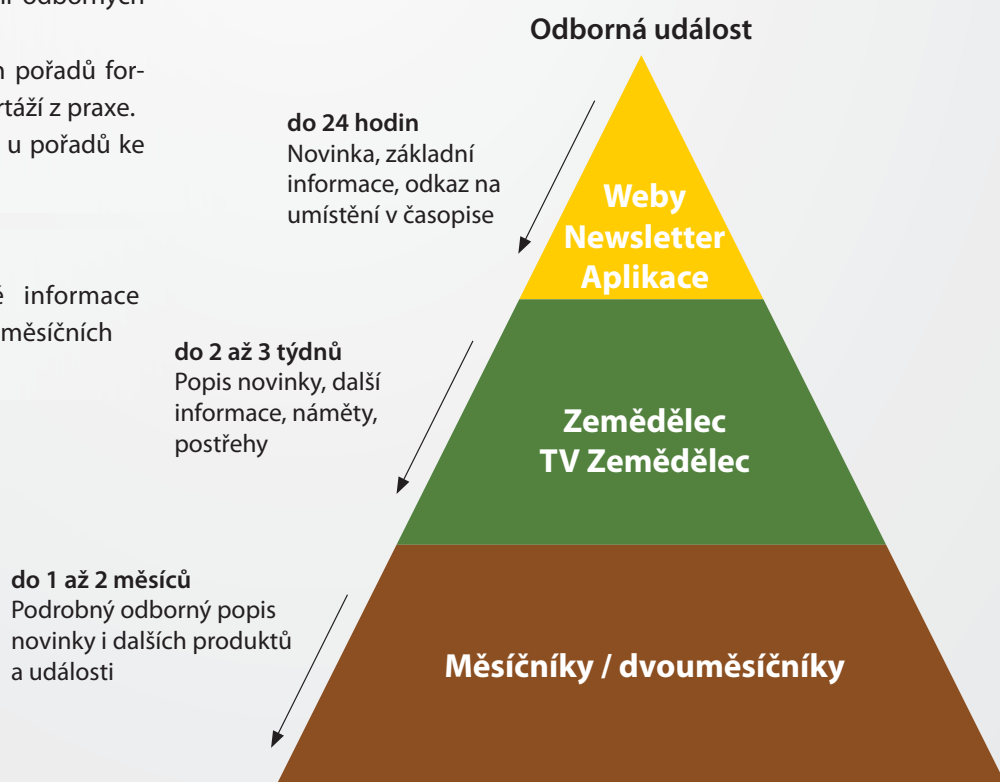 odborných
Odborná událost
pořadů for-
rtáží z praxe.
u pořadů ke
do 24 hodin
Novinka, základní
informace, odkaz na
umístění v časopise
Weby
Newsletter
Aplikace
informace
měsíčních
do 2 až 3 týdnů
Popis novinky, další
informace, náměty,
postřehy
Zemědělec
TV Zemědělec
do 1 až 2 měsíců
Podrobný odborný popis
novinky i dalších produktů
a události
Měsíčníky / dvouměsíčníky